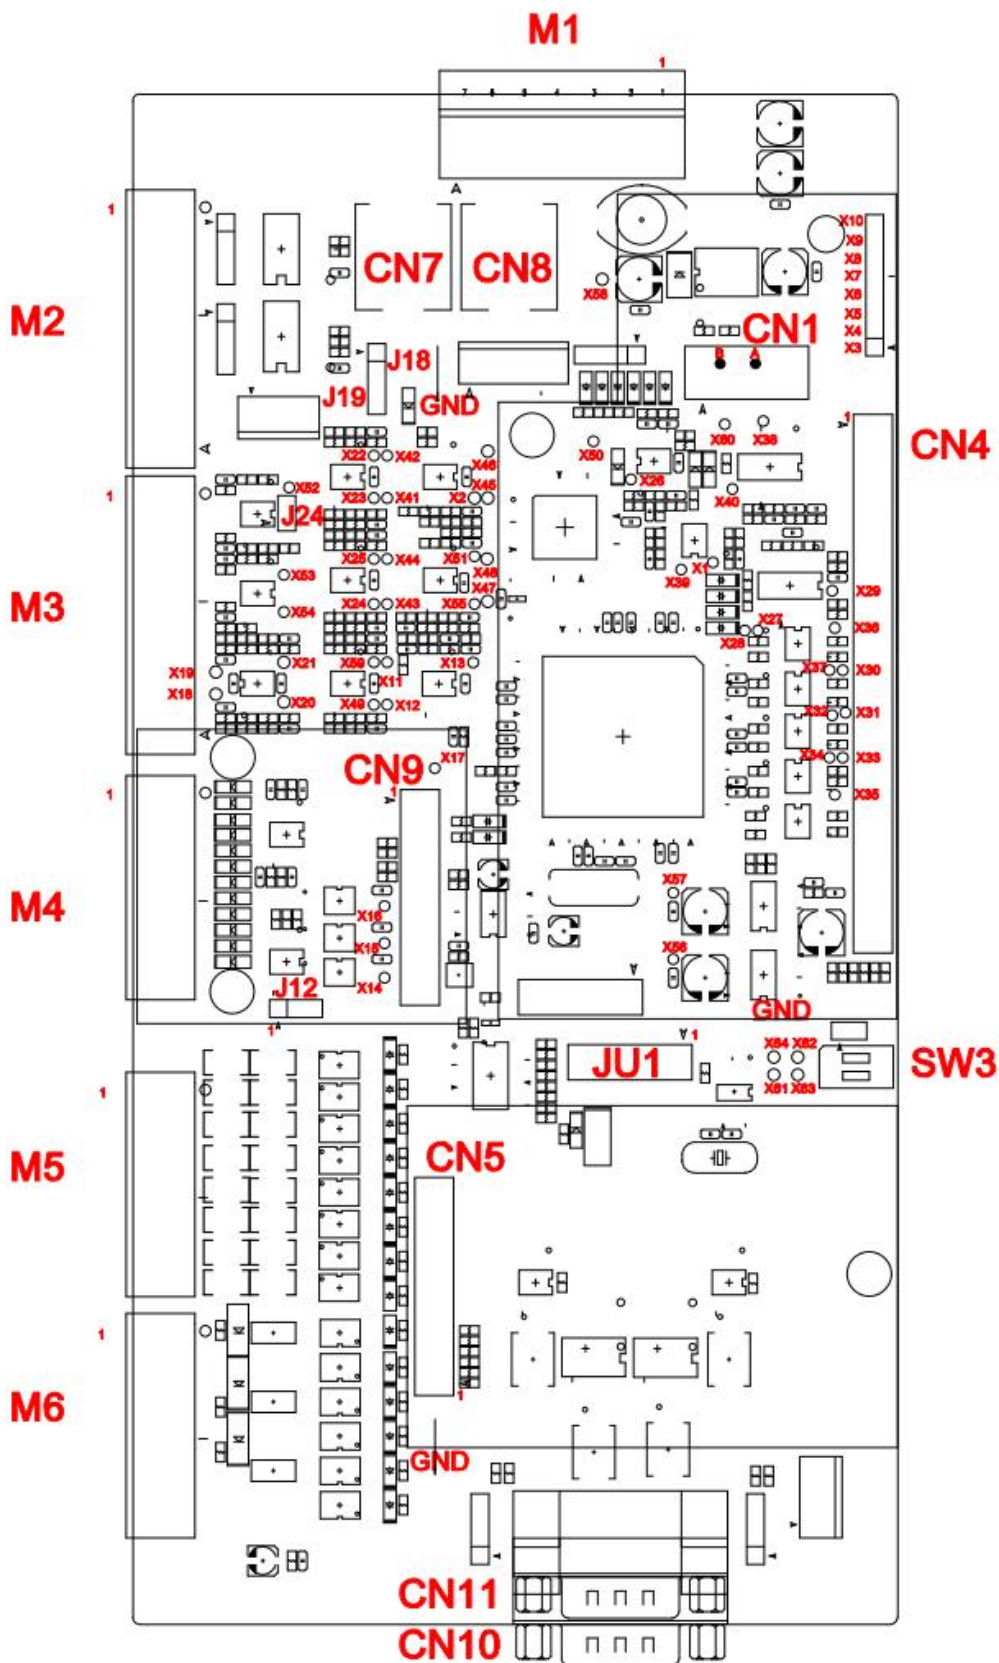 M1
1
7 6 5 4 3 2 1
A
1
X10
X9
X8
X7
X6
X5
X4
X3
CN7
CN8
X58
M2
CN1
B A
J18
J19
GND
A
1
X60
X38
CN4
X22
X42
X46
X50
X45
X26
X52
X23
X41
X2
X40
1
J24
X25
X44
X51
X48
X39
X1
X53
X47
X29
M3
X54
X24
X43
X55
X27
X28
X36
X21
X59
X13
X19
X11
X37
X30
X18
X20
X49
X12
X32
X31
A
X17
X34
X33
CN9
1
1
X35
M4
X57
X16
X15
X56
X14
J12
GND
1
A
1
X64
X62
JU1
SW3
1
X61
X63
CN5
M5
1
M6
1
GND
CN11
CN10